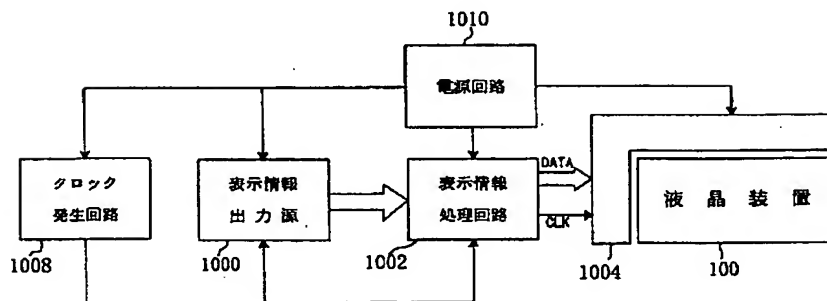 1010
電源回路
クロック
発生回路
1008
表示情報
出力源
1000
表示情報
処理回路
1002
DATA
CLK
1004
液晶装置
100